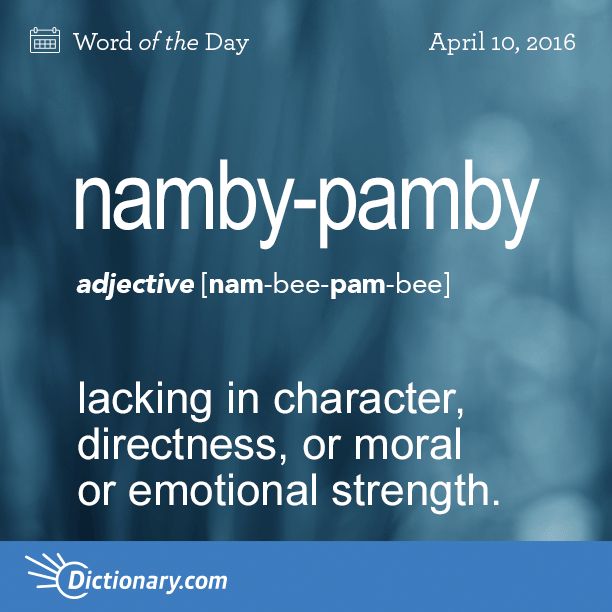 Word of the Day
April 10, 2016
namby-pamby
adjective [nam-bee-pam-bee]
lacking in character,
directness, or moral
or emotional strength.
Dictionary.com